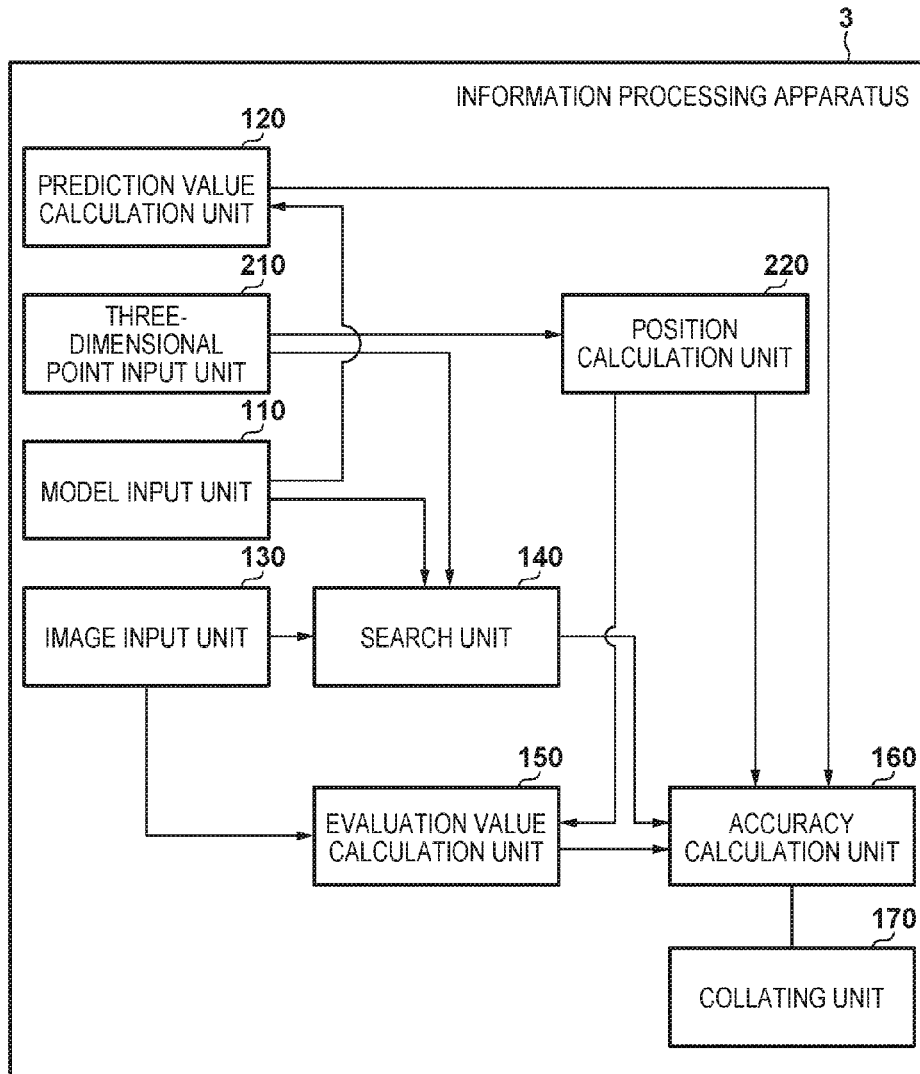 3
INFORMATION PROCESSING APPARATUS
120
PREDICTION VALUE
CALCULATION UNIT
210
THREE-
DIMENSIONAL
POINT INPUT UNIT
220
POSITION
CALCULATION UNIT
110
MODEL INPUT UNIT
130
IMAGE INPUT UNIT
140
SEARCH UNIT
150
EVALUATION VALUE
CALCULATION UNIT
160
ACCURACY
CALCULATION UNIT
170
COLLATING UNIT